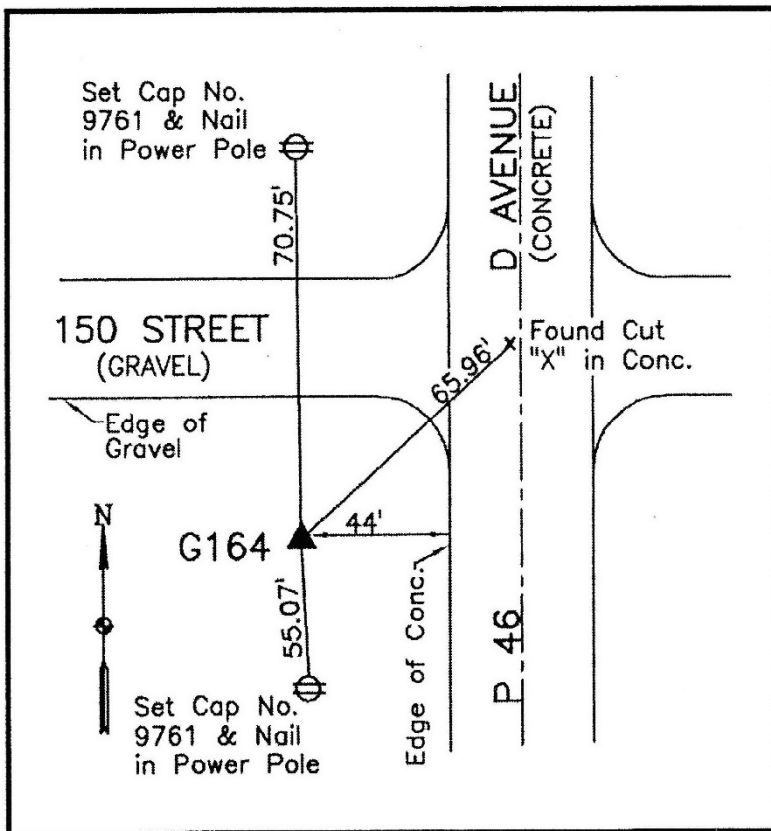 Set Cap No.
9761 & Nail
in Power Pole
70.75'
D AVENUE
(CONCRETE)
150 STREET
(GRAVEL)
Found Cut
"X" in Conc.
65.96'
Edge of
Gravel
N
G164
44'
55.07'
Edge of Conc.
P 46
Set Cap No.
9761 & Nail
in Power Pole